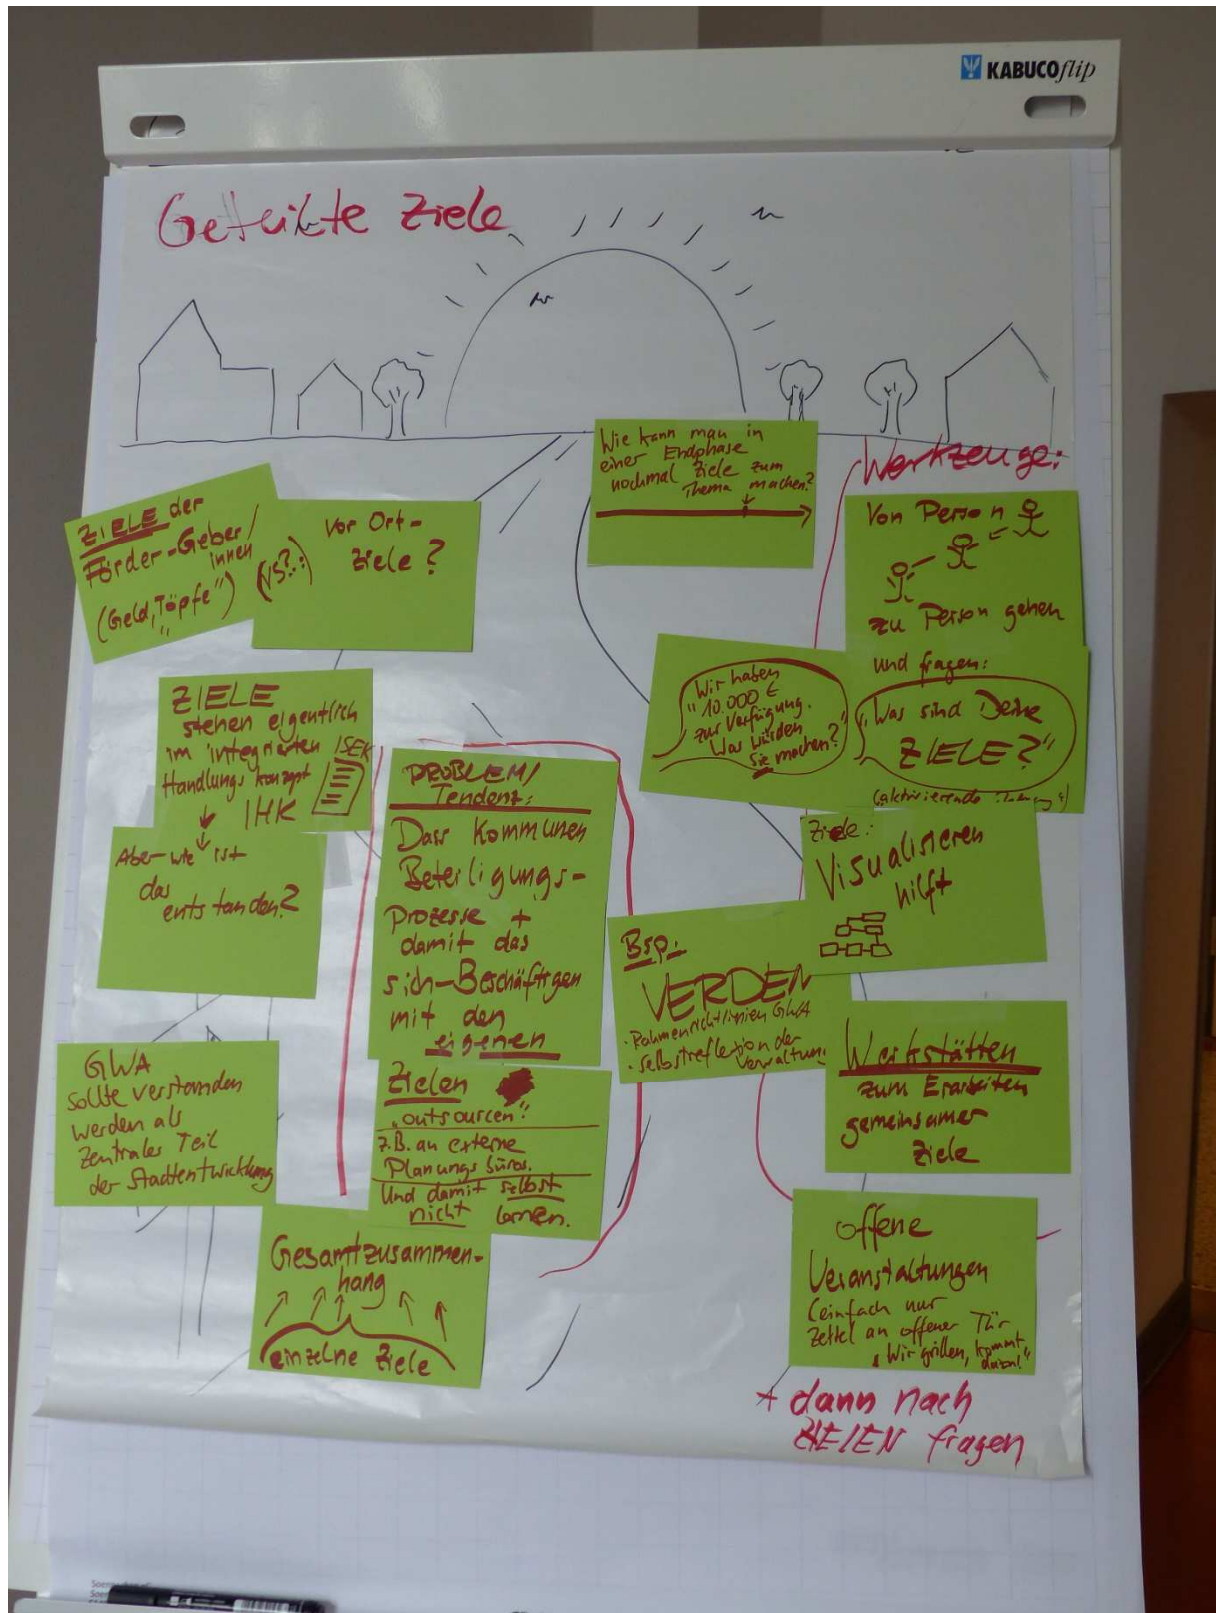 KABUCOflip
Geteilte Ziele
Wie kann man in
einer Endphase
nochmal Ziele zum
Thema machen?
ZIELE der
Förder-Geber/
innen
(Geld„Töpfe")
Vor Ort-
(VS?:)
Ziele?
ZIELE
stehen eigentlich
im integrierten
Handlungskonzept
ISEK
IHK
Aber wie ist
das
entstanden?
GWA
sollte verstanden
werden als
Zentrales Teil
der Stadtentwicklung
PROBLEM/
Tendenz:
Dass Kommunen
Beteiligungs-
prozesse +
damit das
sich-Beschäftigen
mit den
eigenen
Zielen
„outsourcen"
z.B. an externe
Planungsbüros.
Und damit selbst
nicht lernen.
Gesamtzusammen-
hang
einzelne Ziele
Werkzeuge:
Von Person
zu Person gehen
und fragen:
„Was sind Deine
ZIELE?"
(aktivierende
„Wir haben
10.000 €
zur Verfügung.
Was würden
Sie machen?"
Ziele:
Visualisieren
hilft
Bsp.
VERDEN
· Rahmenrichtlinien GWA
· Selbstreflexion der
Verwaltung
Werkstätten
zum Erarbeiten
gemeinsamer
Ziele
offene
Veranstaltungen
(einfach nur
Zettel an offener Tür
„Wir grillen, kommt
+ dann nach
ZIELEN fragen